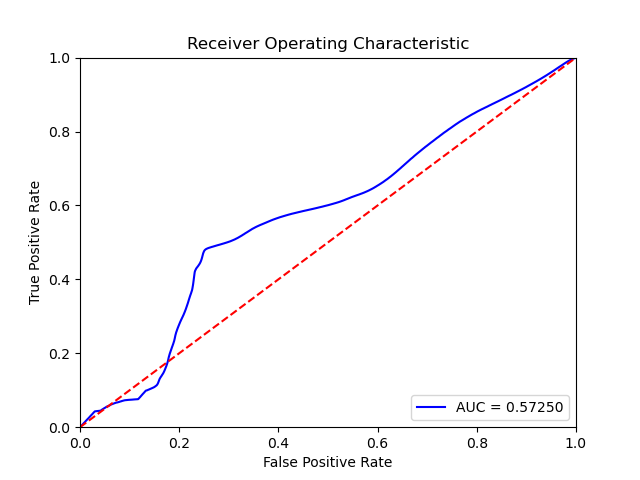 Receiver Operating Characteristic
True Positive Rate
1.0
0.8
0.6
0.4
0.2
0.0
0.0 0.2 0.4 0.6 0.8 1.0
False Positive Rate
AUC = 0.57250